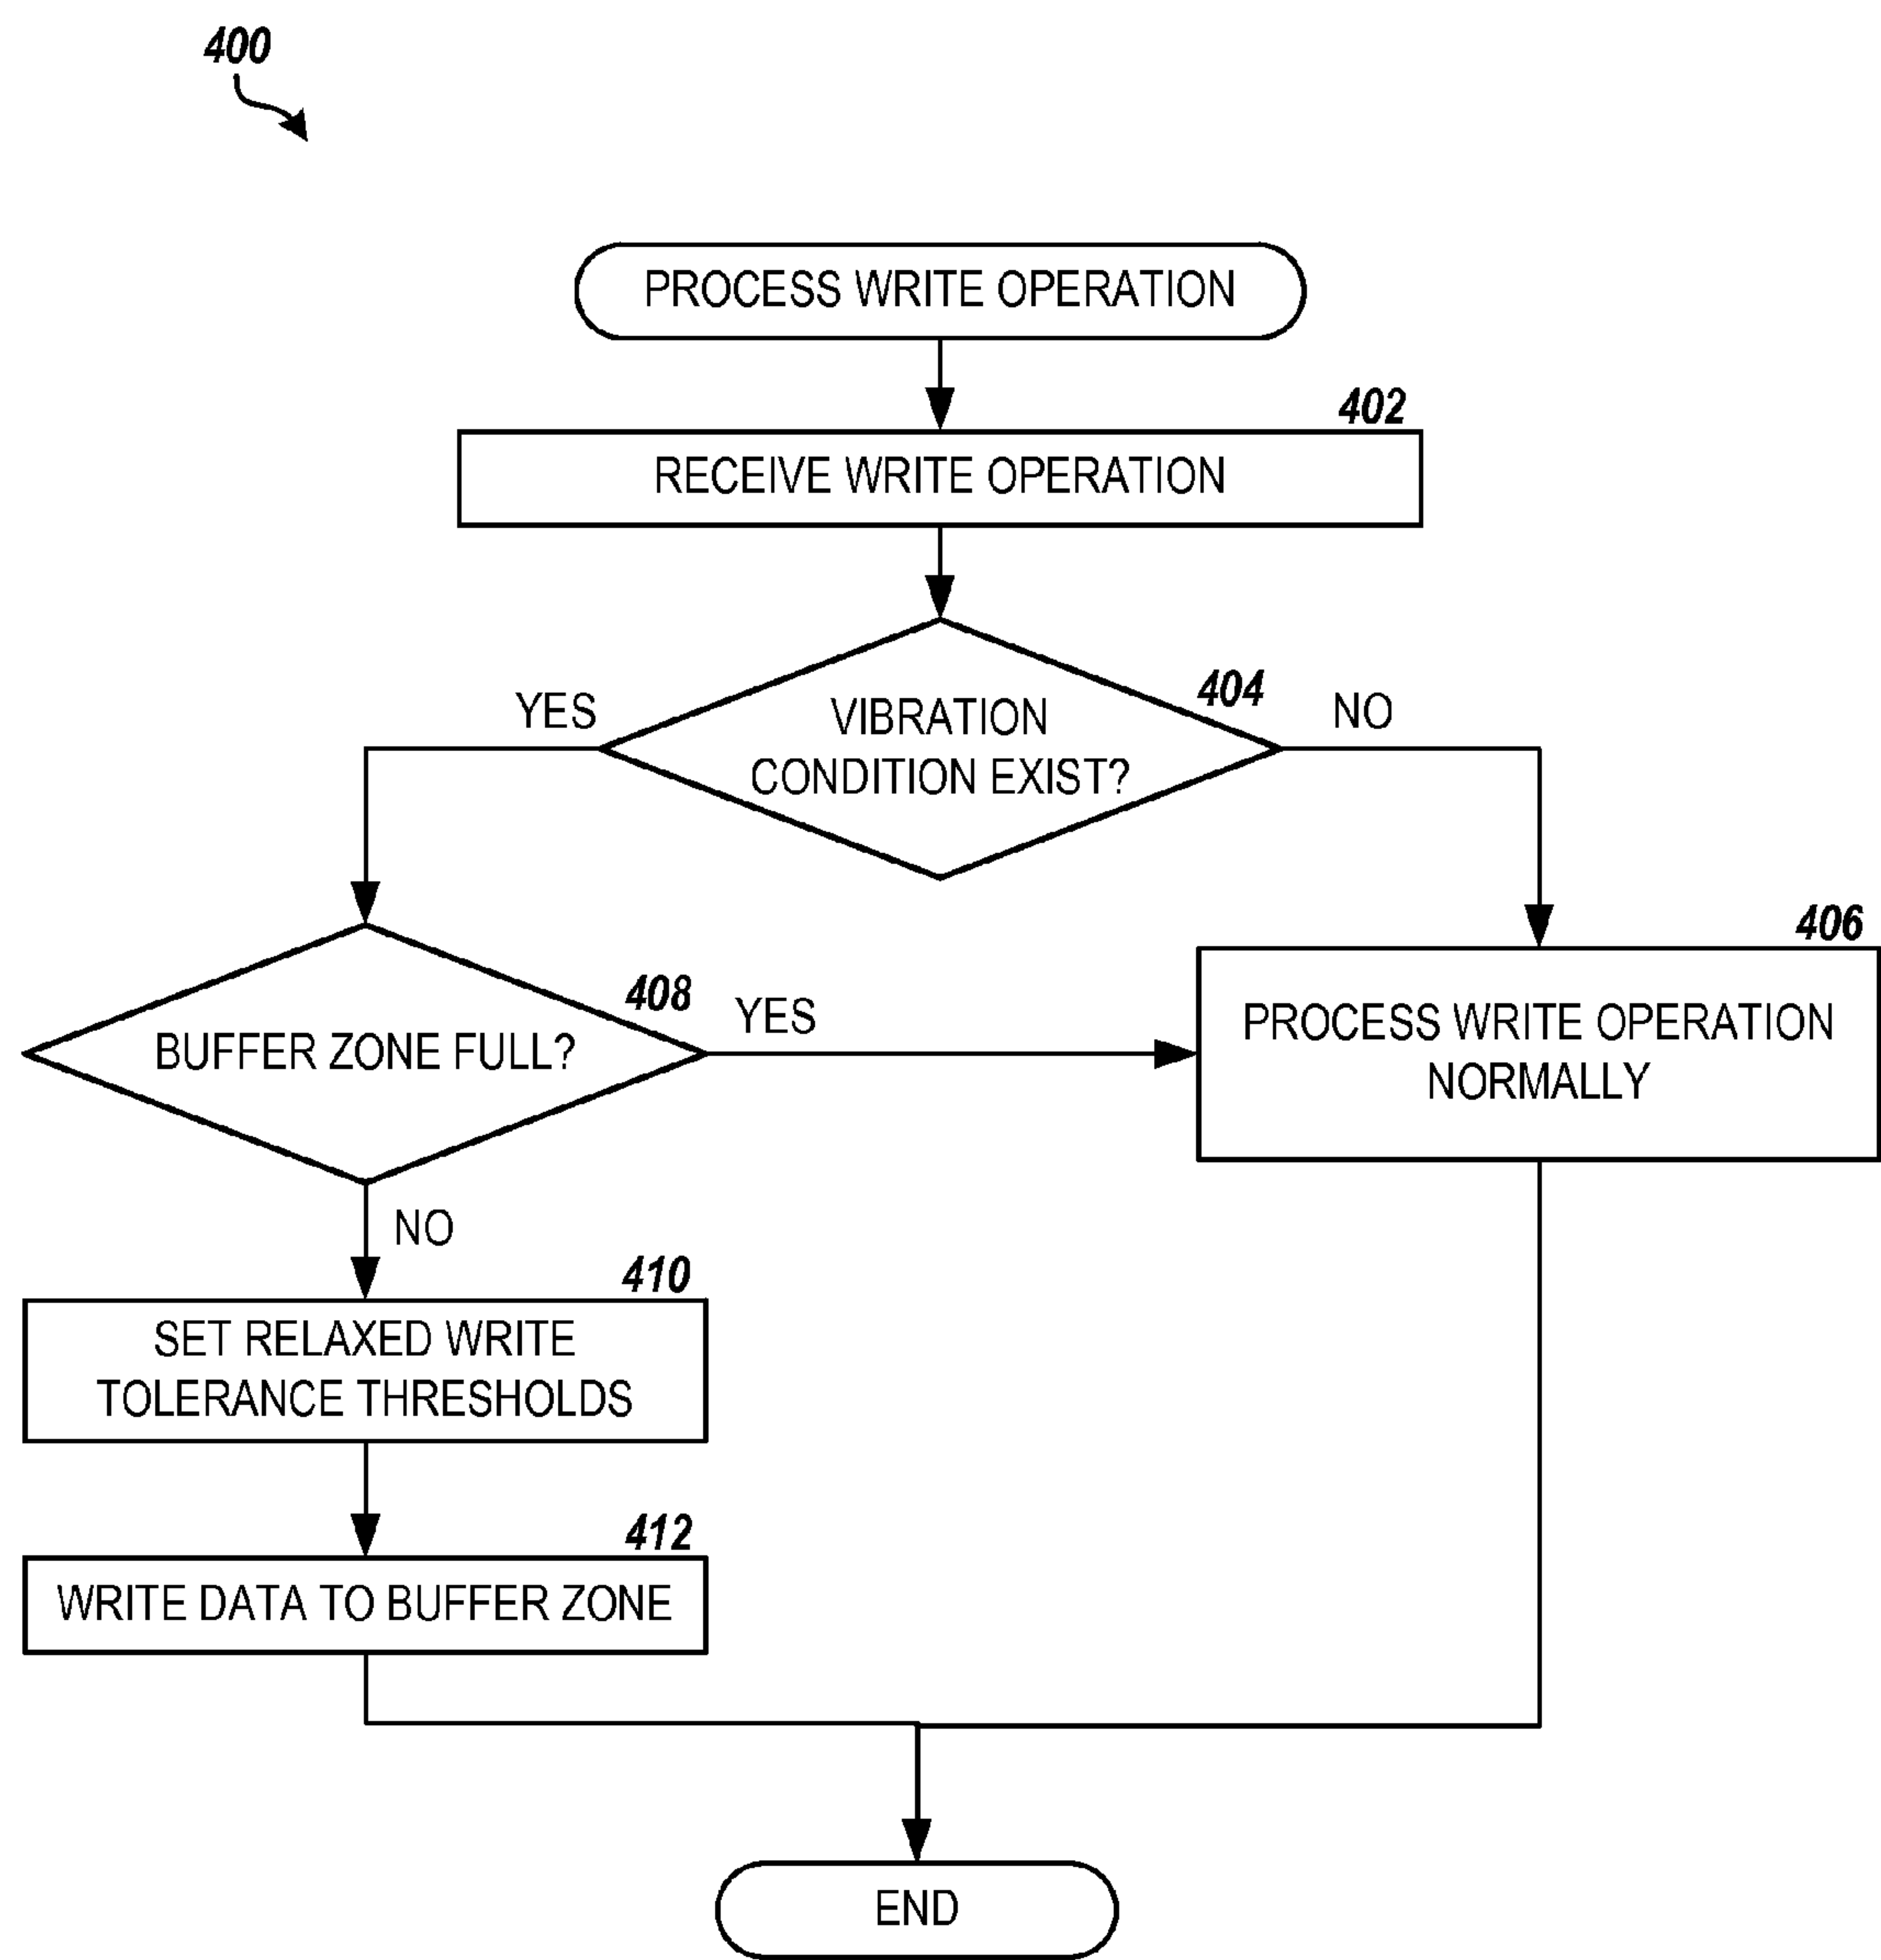 400
PROCESS WRITE OPERATION
402
RECEIVE WRITE OPERATION
404
YES
NO
VIBRATION
CONDITION EXIST?
406
408
YES
BUFFER ZONE FULL?
PROCESS WRITE OPERATION
NORMALLY
NO
410
SET RELAXED WRITE
TOLERANCE THRESHOLDS
412
WRITE DATA TO BUFFER ZONE
END